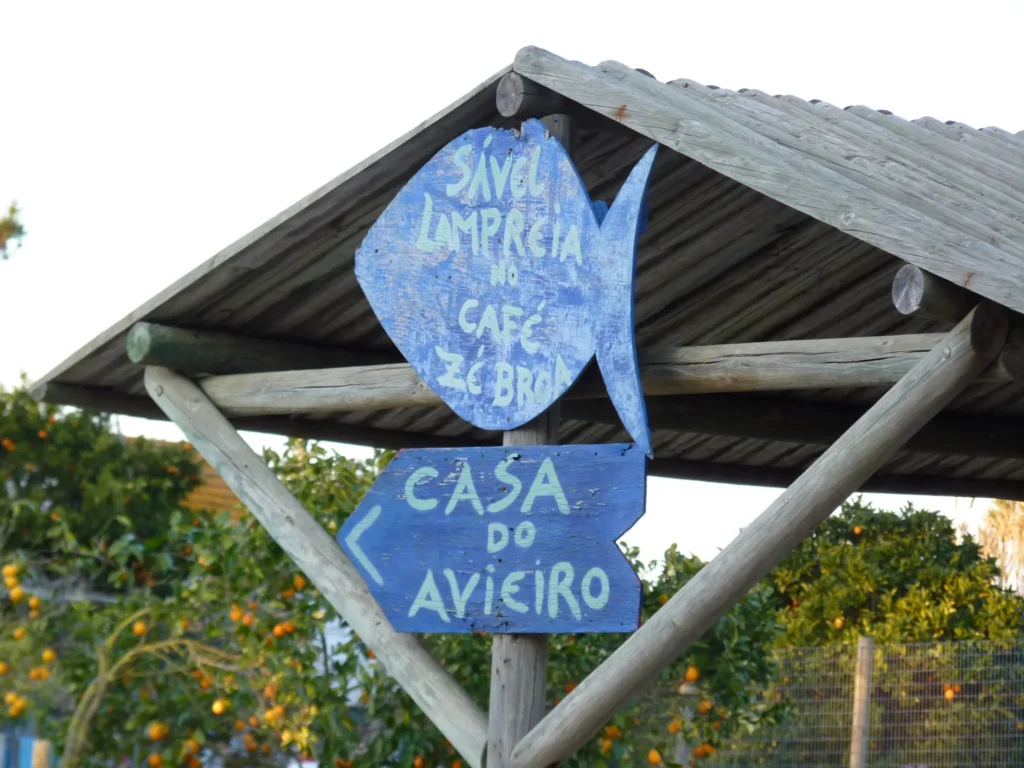 SÁVEL
LAMPREIA
NO
CAFÉ
ZÉ BROA
CASA
DO
AVIEIRO